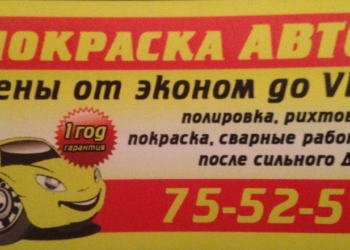 ПОКРАСКА АВТО
ены от эконом до VI
полировка, рихтов
покраска, сварные рабо
после сильного Д
1 год
гарантия
75-52-5